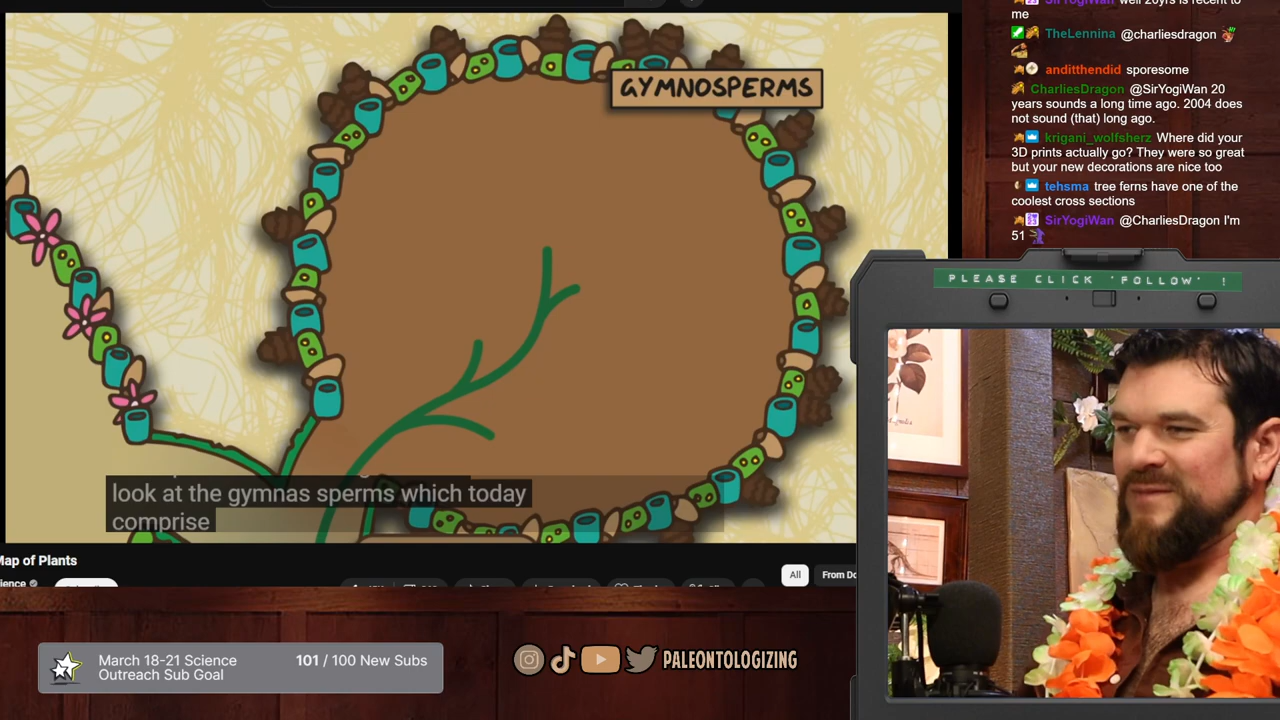 SirYogiWan well 20yrs is recent to
me
TheLennina @charliesdragon
anditthendid sporesome
CharliesDragon @SirYogiWan 20
years sounds a long time ago. 2004 does
not sound (that) long ago.
krigani_wolfsherz Where did your
3D prints actually go? They were so great
but your new decorations are nice too
tehsma tree ferns have one of the
coolest cross sections
SirYogiWan @CharliesDragon I'm
51
GYMNOSPERMS
PLEASE CLICK 'FOLLOW' !
look at the gymnas sperms which today
comprise
Map of Plants
All
From Do
March 18-21 Science
Outreach Sub Goal
101 / 100 New Subs
PALEONTOLOGIZING